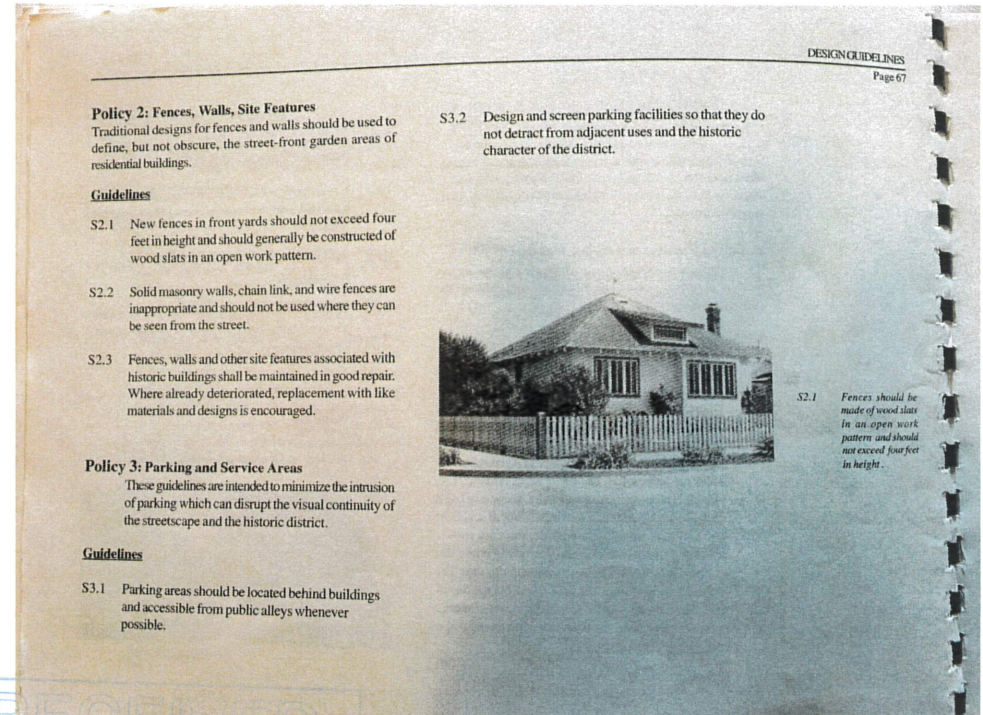 DESIGN GUIDELINES
Page 67
Policy 2: Fences, Walls, Site Features
Traditional designs for fences and walls should be used to
define, but not obscure, the street-front garden areas of
residential buildings.
Guidelines
S2.1 New fences in front yards should not exceed four
feet in height and should generally be constructed of
wood slats in an open work pattern.
S2.2 Solid masonry walls, chain link, and wire fences are
inappropriate and should not be used where they can
be seen from the street.
S2.3 Fences, walls and other site features associated with
historic buildings shall be maintained in good repair.
Where already deteriorated, replacement with like
materials and designs is encouraged.
Policy 3: Parking and Service Areas
These guidelines are intended to minimize the intrusion
of parking which can disrupt the visual continuity of
the streetscape and the historic district.
Guidelines
S3.1 Parking areas should be located behind buildings
and accessible from public alleys whenever
possible.
S3.2 Design and screen parking facilities so that they do
not detract from adjacent uses and the historic
character of the district.
S2.1 Fences should be
made of wood slats
in an open work
pattern and should
not exceed four feet
in height.